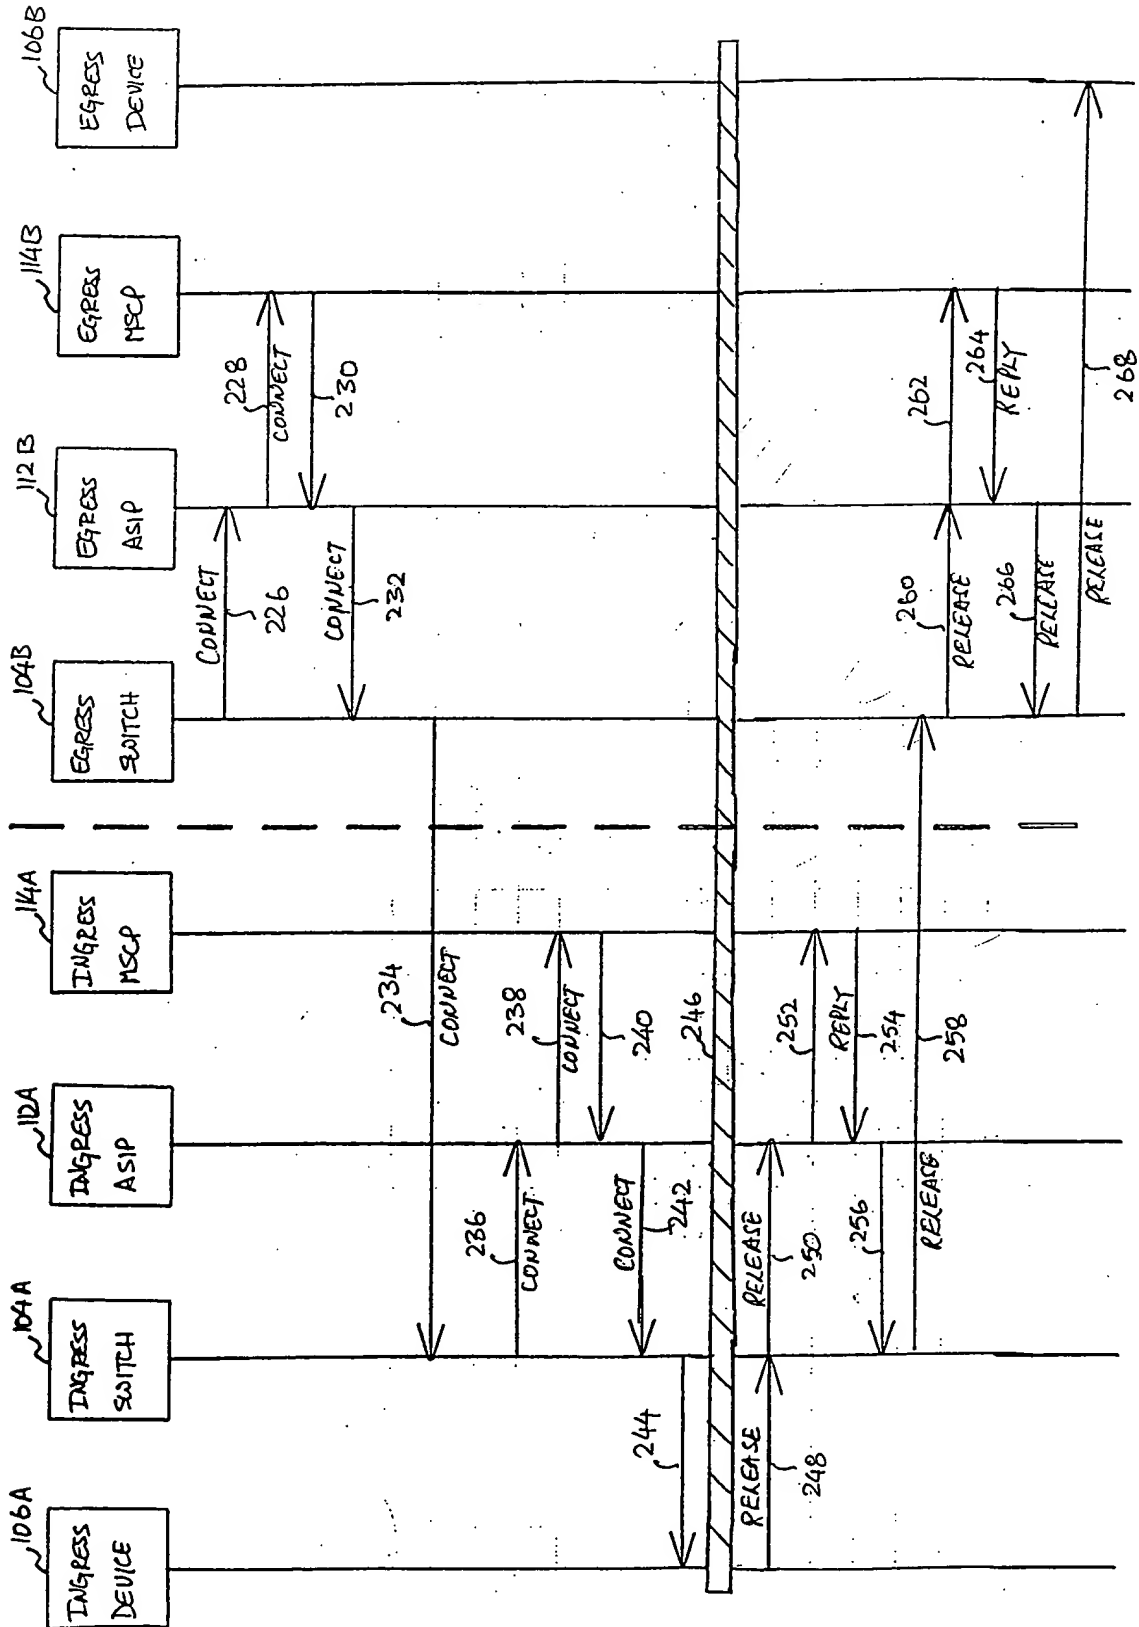 106A
INGRESS
DEVICE
104A
INGRESS
SWITCH
112A
INGRESS
ASIP
114A
INGRESS
MSCP
104B
EGRESS
SWITCH
112B
EGRESS
ASIP
114B
EGRESS
MSCP
106B
EGRESS
DEVICE
CONNECT
226
228
CONNECT
230
CONNECT
232
234
CONNECT
236
CONNECT
238
CONNECT
240
CONNECT
242
244
246
RELEASE
248
RELEASE
250
252
REPLY
254
256
RELEASE
258
260
RELEASE
262
264
REPLY
266
RELEASE
RELEASE
268